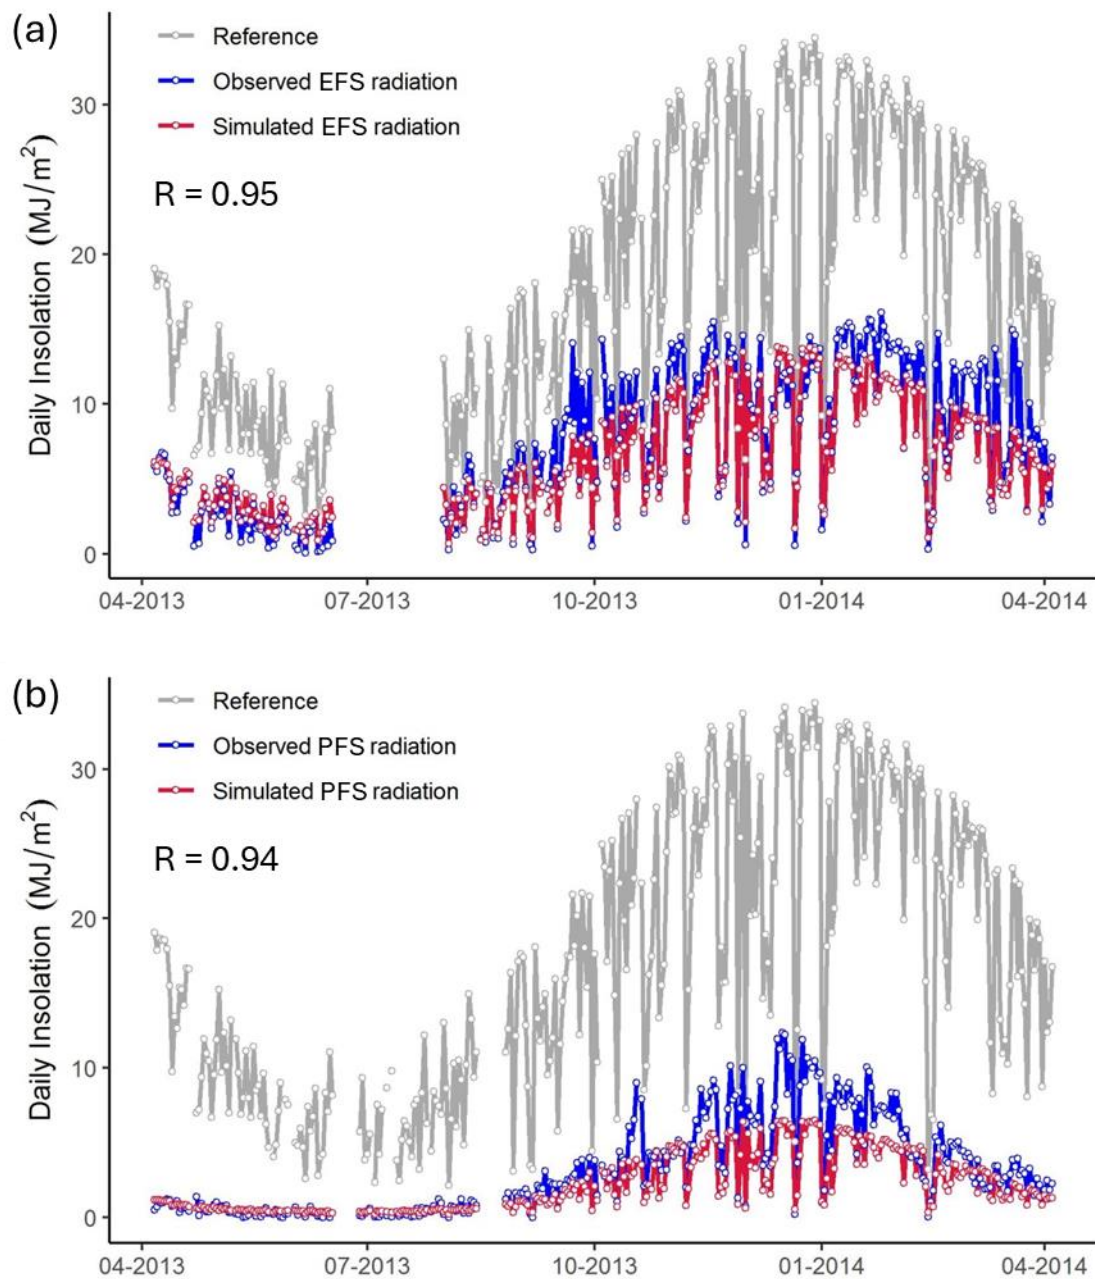 (a)
Reference
Observed EFS radiation
Simulated EFS radiation
R = 0.95
Daily Insolation (MJ/m²)
30
20
10
0
04-2013 07-2013 10-2013 01-2014 04-2014
(b)
Reference
Observed PFS radiation
Simulated PFS radiation
R = 0.94
Daily Insolation (MJ/m²)
30
20
10
0
04-2013 07-2013 10-2013 01-2014 04-2014